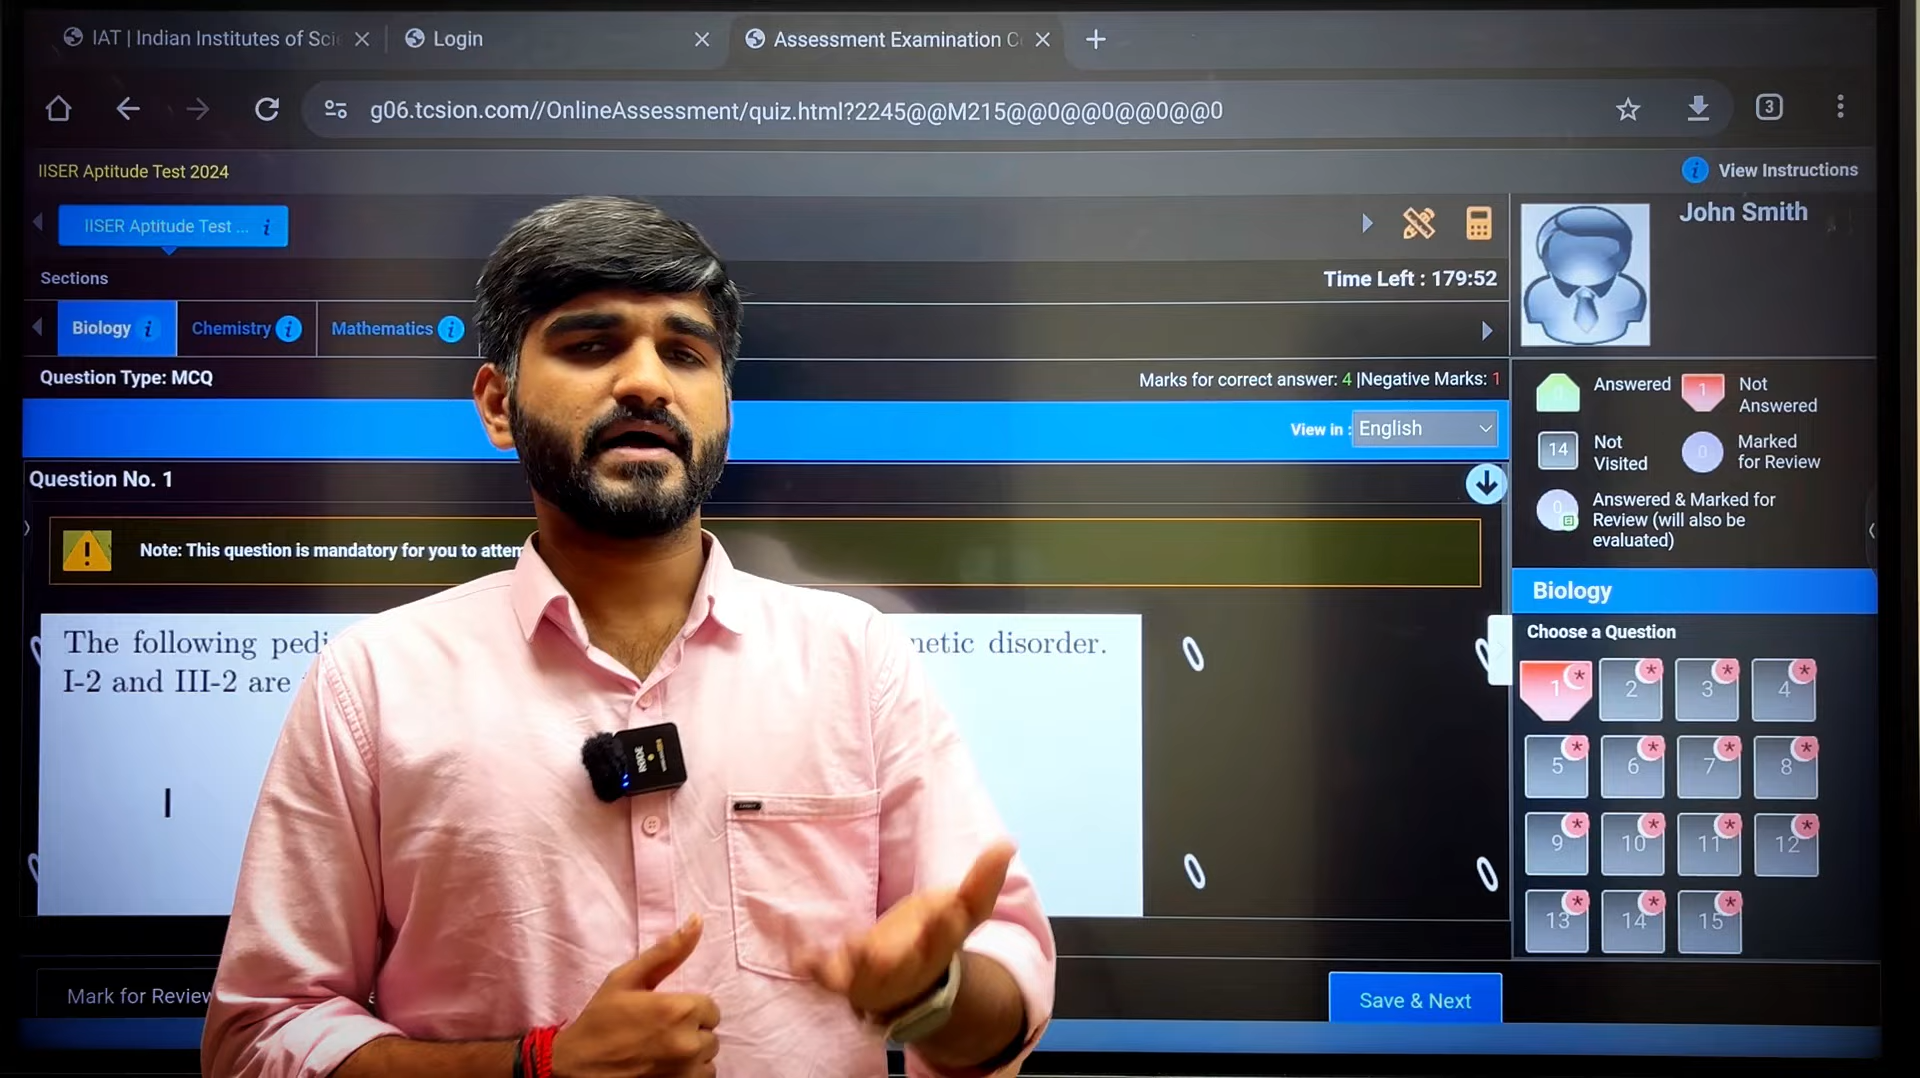 IAT | Indian Institutes of Sci
Login
Assessment Examination C
g06.tcsion.com//OnlineAssessment/quiz.html?2245@@M215@@0@@0@@0@@0
3
IISER Aptitude Test 2024
View Instructions
IISER Aptitude Test ...
John Smith
Sections
Time Left : 179:52
Biology
Chemistry
Mathematics
Question Type: MCQ
Marks for correct answer: 4 |Negative Marks: 1
View in : English
Answered
1 Not Answered
14 Not Visited
0 Marked for Review
0 Answered & Marked for Review (will also be evaluated)
Question No. 1
Note: This question is mandatory for you to attem
The following pedi
netic disorder.
I-2 and III-2 are
I
RØDE
Biology
Choose a Question
1 * 2 * 3 * 4 *
5 * 6 * 7 * 8 *
9 * 10 * 11 * 12 *
13 * 14 * 15 *
Mark for Review
Save & Next